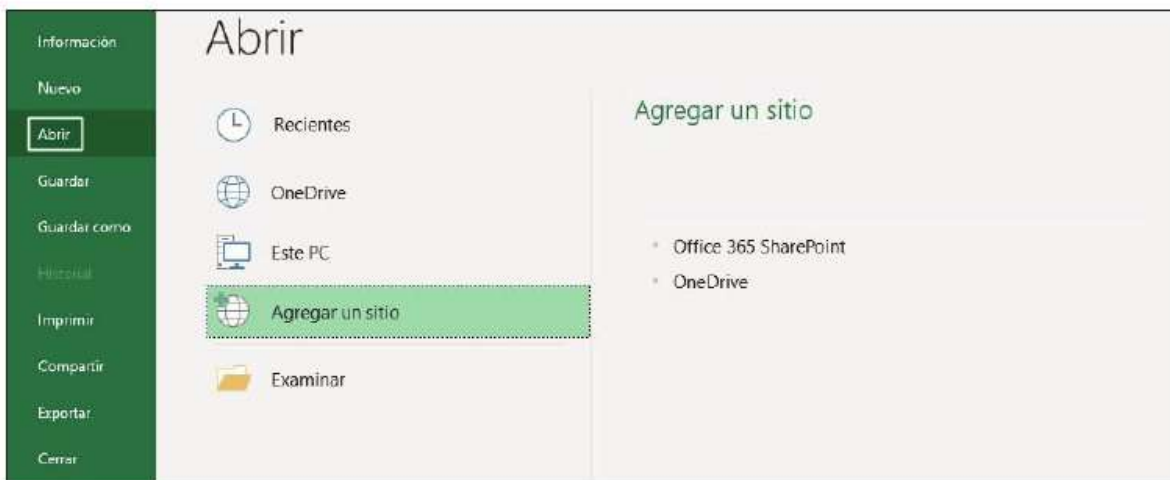 Información
Nuevo
Abrir
Guardar
Guardar como
Historial
Imprimir
Compartir
Exportar
Cerrar
Abrir
Recientes
OneDrive
Este PC
Agregar un sitio
Examinar
Agregar un sitio
Office 365 SharePoint
OneDrive